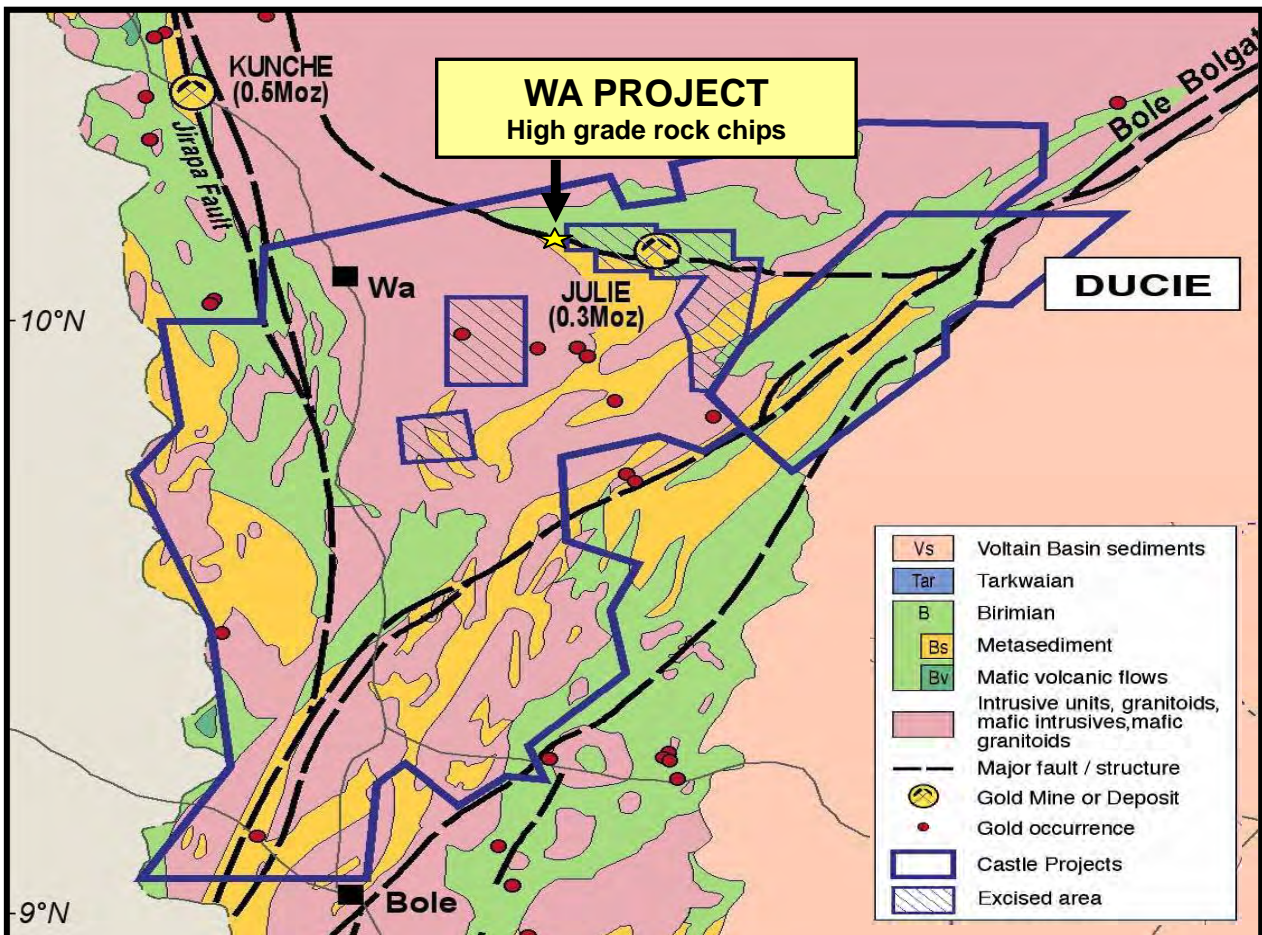 KUNCHE
(0.5Moz)
WA PROJECT
High grade rock chips
Bole Bolgat
Jirapa Fault
Wa
JULIE
(0.3Moz)
DUCIE
10°N
Vs Voltain Basin sediments
Tar Tarkwaian
B Birimian
Bs Metasediment
Bv Mafic volcanic flows
Intrusive units, granitoids,
mafic intrusives,mafic
granitoids
Major fault / structure
Gold Mine or Deposit
Gold occurrence
Castle Projects
Excised area
Bole
9°N